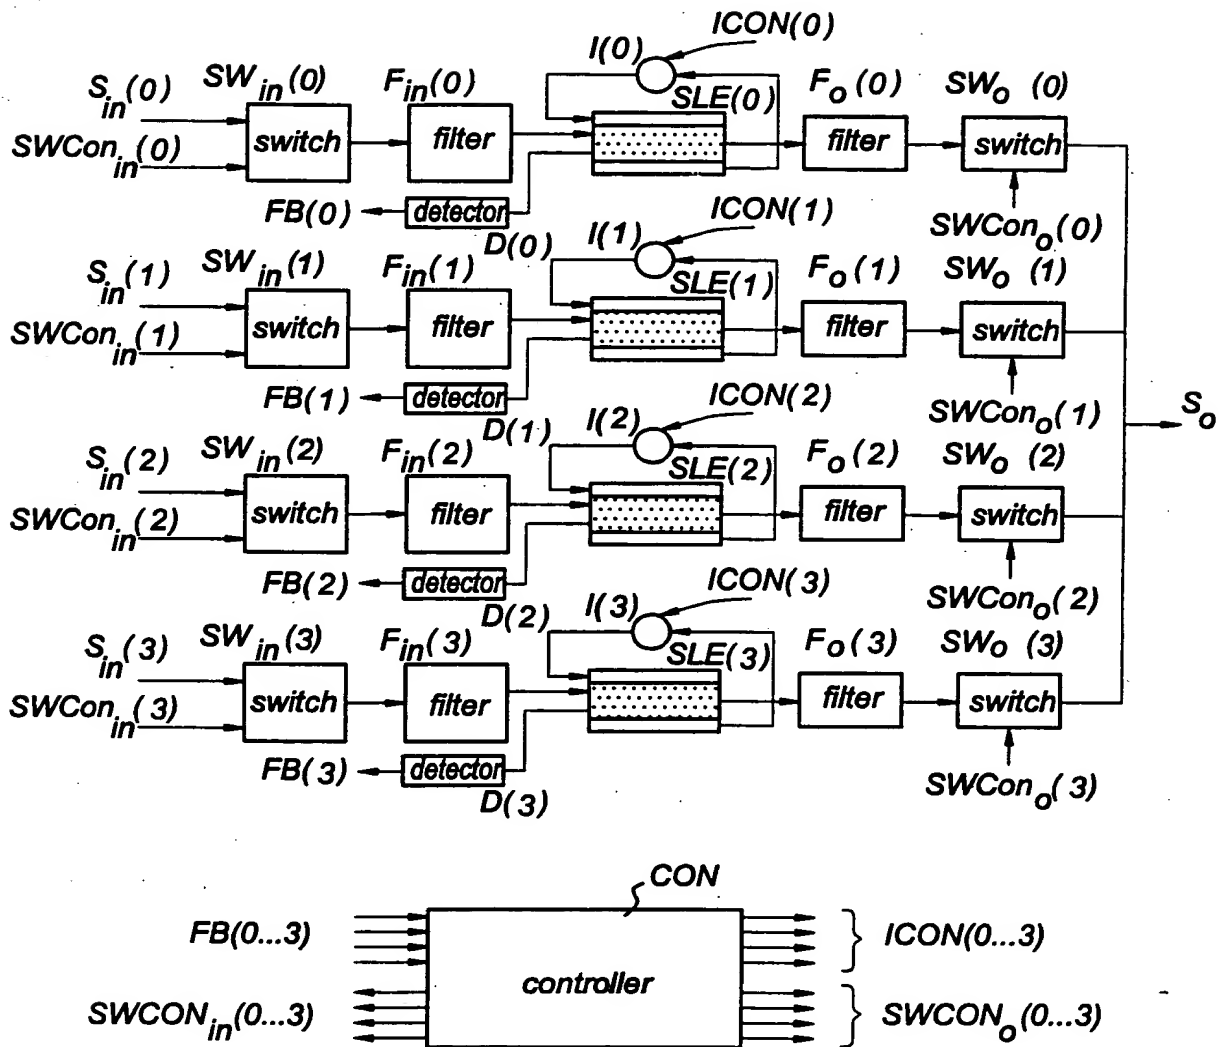 ICON(0)
I(0)
S_in(0) SW_in(0) F_in(0) SLE(0) F_o(0) SW_o (0)
SWCon_in(0) switch filter filter switch
FB(0) detector D(0) SWCon_o(0)
ICON(1)
I(1)
S_in(1) SW_in(1) F_in(1) SLE(1) F_o(1) SW_o (1)
SWCon_in(1) switch filter filter switch
FB(1) detector D(1) SWCon_o(1)
S_o
ICON(2)
I(2)
S_in(2) SW_in(2) F_in(2) SLE(2) F_o(2) SW_o (2)
SWCon_in(2) switch filter filter switch
FB(2) detector D(2) SWCon_o(2)
ICON(3)
I(3)
S_in(3) SW_in(3) F_in(3) SLE(3) F_o(3) SW_o (3)
SWCon_in(3) switch filter filter switch
FB(3) detector D(3) SWCon_o(3)
CON
FB(0...3) ICON(0...3)
controller
SWCON_in(0...3) SWCON_o(0...3)